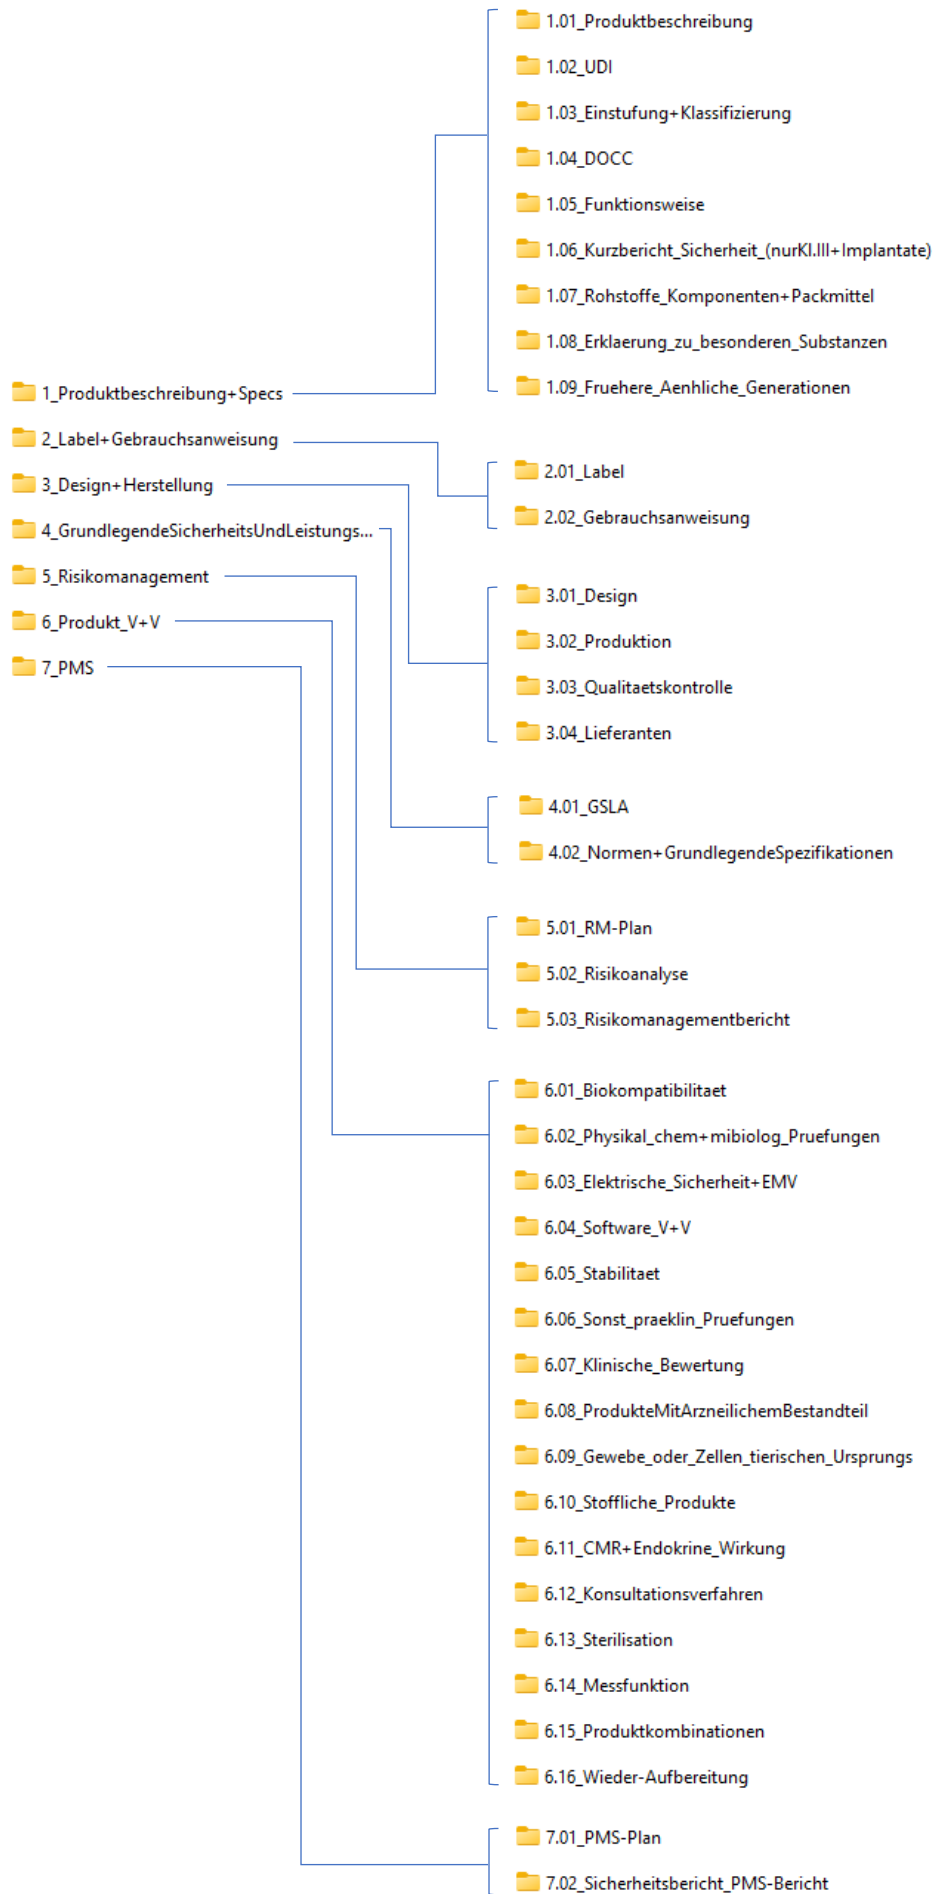 1_Produktbeschreibung+Specs
2_Label+Gebrauchsanweisung
3_Design+Herstellung
4_GrundlegendeSicherheitsUndLeistungs...
5_Risikomanagement
6_Produkt_V+V
7_PMS
1.01_Produktbeschreibung
1.02_UDI
1.03_Einstufung+Klassifizierung
1.04_DOCC
1.05_Funktionsweise
1.06_Kurzbericht_Sicherheit_(nurKl.III+Implantate)
1.07_Rohstoffe_Komponenten+Packmittel
1.08_Erklaerung_zu_besonderen_Substanzen
1.09_Fruehere_Aenhliche_Generationen
2.01_Label
2.02_Gebrauchsanweisung
3.01_Design
3.02_Produktion
3.03_Qualitaetskontrolle
3.04_Lieferanten
4.01_GSLA
4.02_Normen+GrundlegendeSpezifikationen
5.01_RM-Plan
5.02_Risikoanalyse
5.03_Risikomanagementbericht
6.01_Biokompatibilitaet
6.02_Physikal_chem+mibiolog_Pruefungen
6.03_Elektrische_Sicherheit+EMV
6.04_Software_V+V
6.05_Stabilitaet
6.06_Sonst_praeklin_Pruefungen
6.07_Klinische_Bewertung
6.08_ProdukteMitArzneilichemBestandteil
6.09_Gewebe_oder_Zellen_tierischen_Ursprungs
6.10_Stoffliche_Produkte
6.11_CMR+Endokrine_Wirkung
6.12_Konsultationsverfahren
6.13_Sterilisation
6.14_Messfunktion
6.15_Produktkombinationen
6.16_Wieder-Aufbereitung
7.01_PMS-Plan
7.02_Sicherheitsbericht_PMS-Bericht